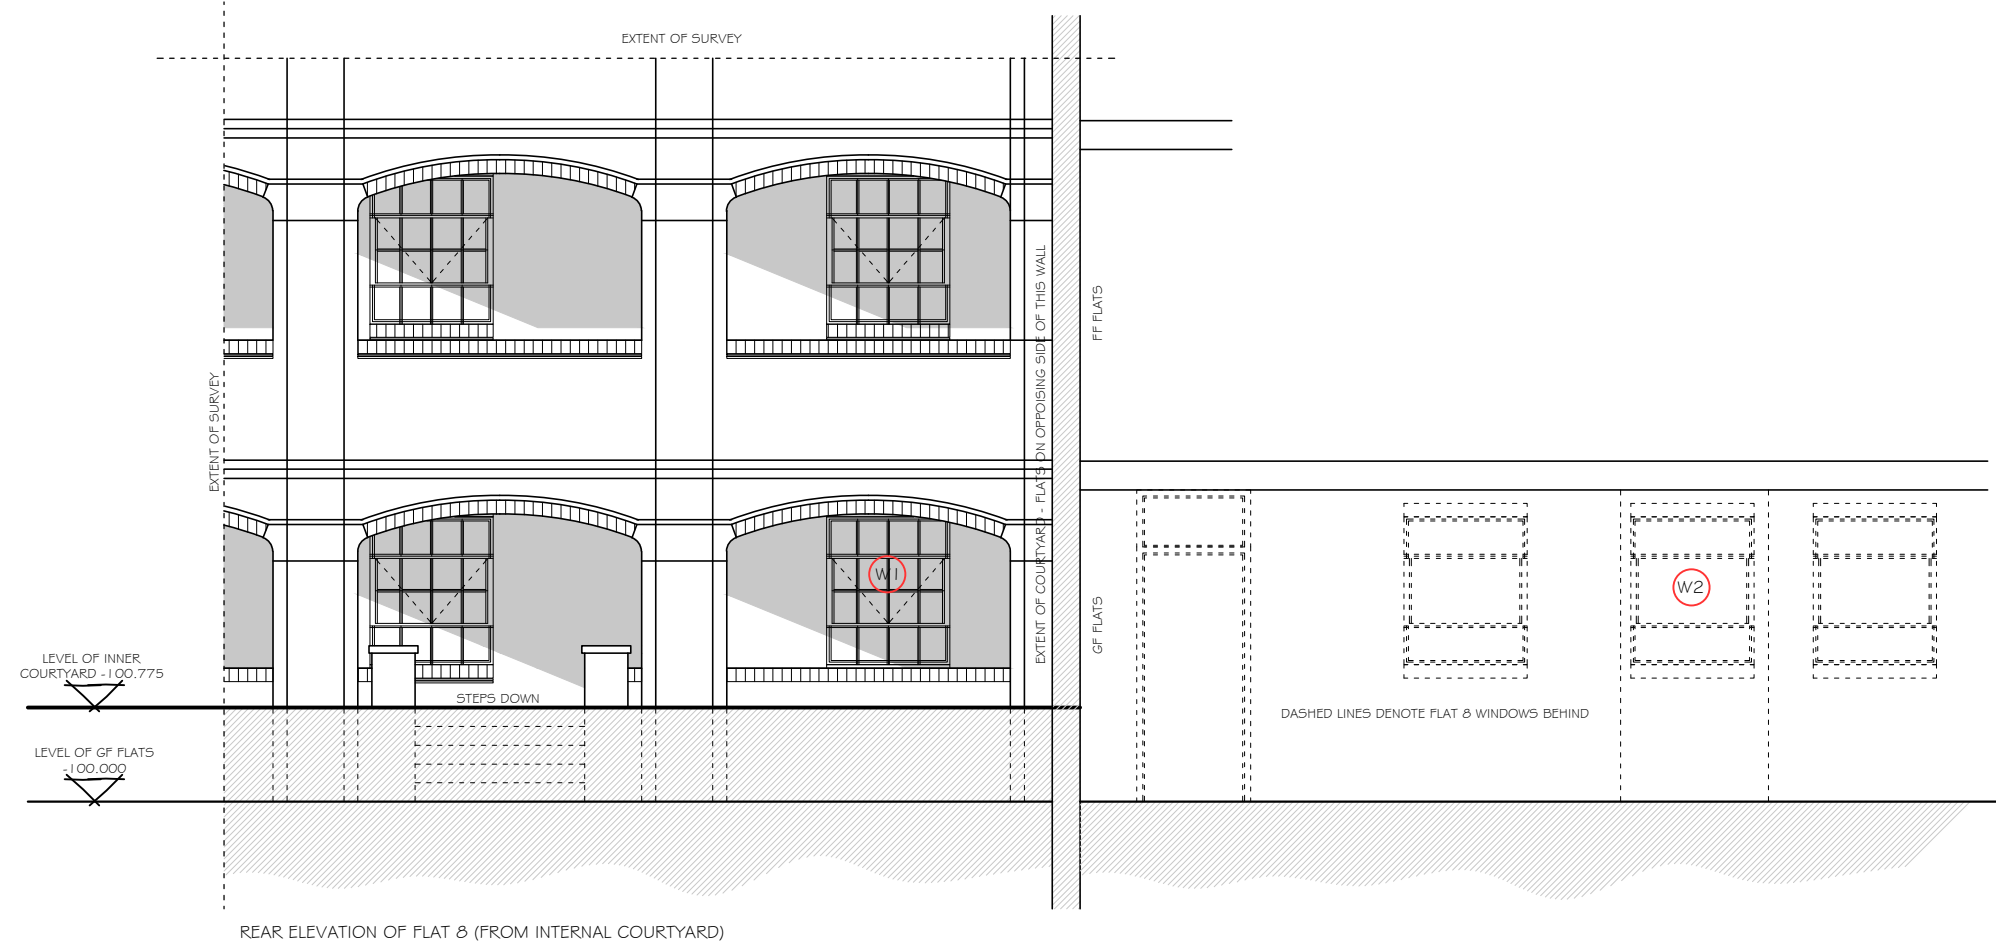 EXTENT OF SURVEY
EXTENT OF SURVEY
EXTENT OF COURTYARD - FLATS ON OPPOISING SIDE OF THIS WALL
FF FLATS
GF FLATS
W1
W2
LEVEL OF INNER
COURTYARD -100.775
STEPS DOWN
DASHED LINES DENOTE FLAT 8 WINDOWS BEHIND
LEVEL OF GF FLATS
-100.000
REAR ELEVATION OF FLAT 8 (FROM INTERNAL COURTYARD)